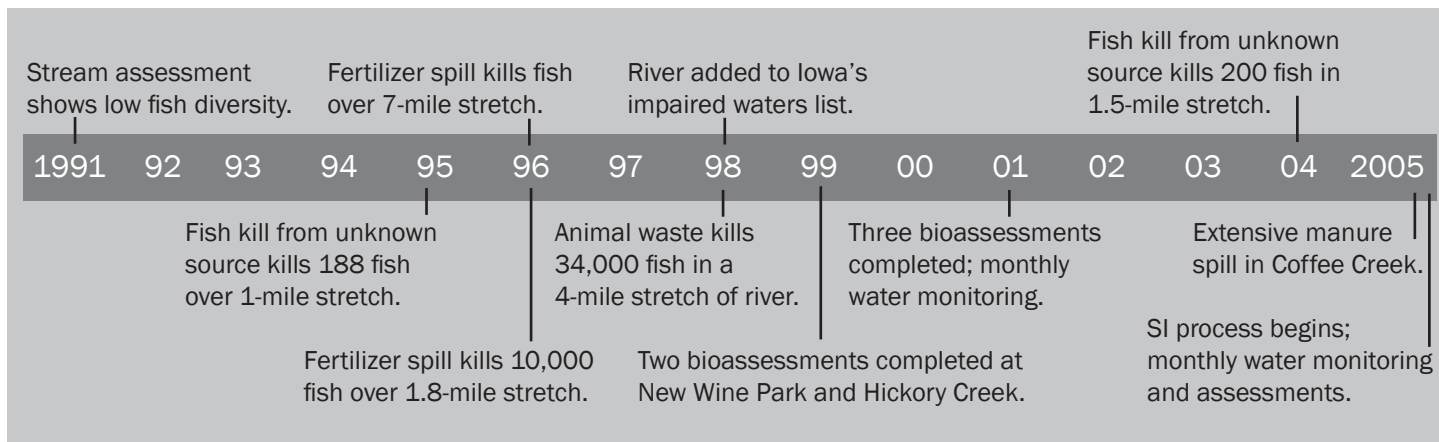 Stream assessment
shows low fish diversity.
Fertilizer spill kills fish
over 7-mile stretch.
River added to Iowa's
impaired waters list.
Fish kill from unknown
source kills 200 fish in
1.5-mile stretch.
1991 92 93 94 95 96 97 98 99 00 01 02 03 04 2005
Fish kill from unknown
source kills 188 fish
over 1-mile stretch.
Animal waste kills
34,000 fish in a
4-mile stretch of river.
Three bioassessments
completed; monthly
water monitoring.
Extensive manure
spill in Coffee Creek.
Fertilizer spill kills 10,000
fish over 1.8-mile stretch.
Two bioassessments completed at
New Wine Park and Hickory Creek.
SI process begins;
monthly water monitoring
and assessments.